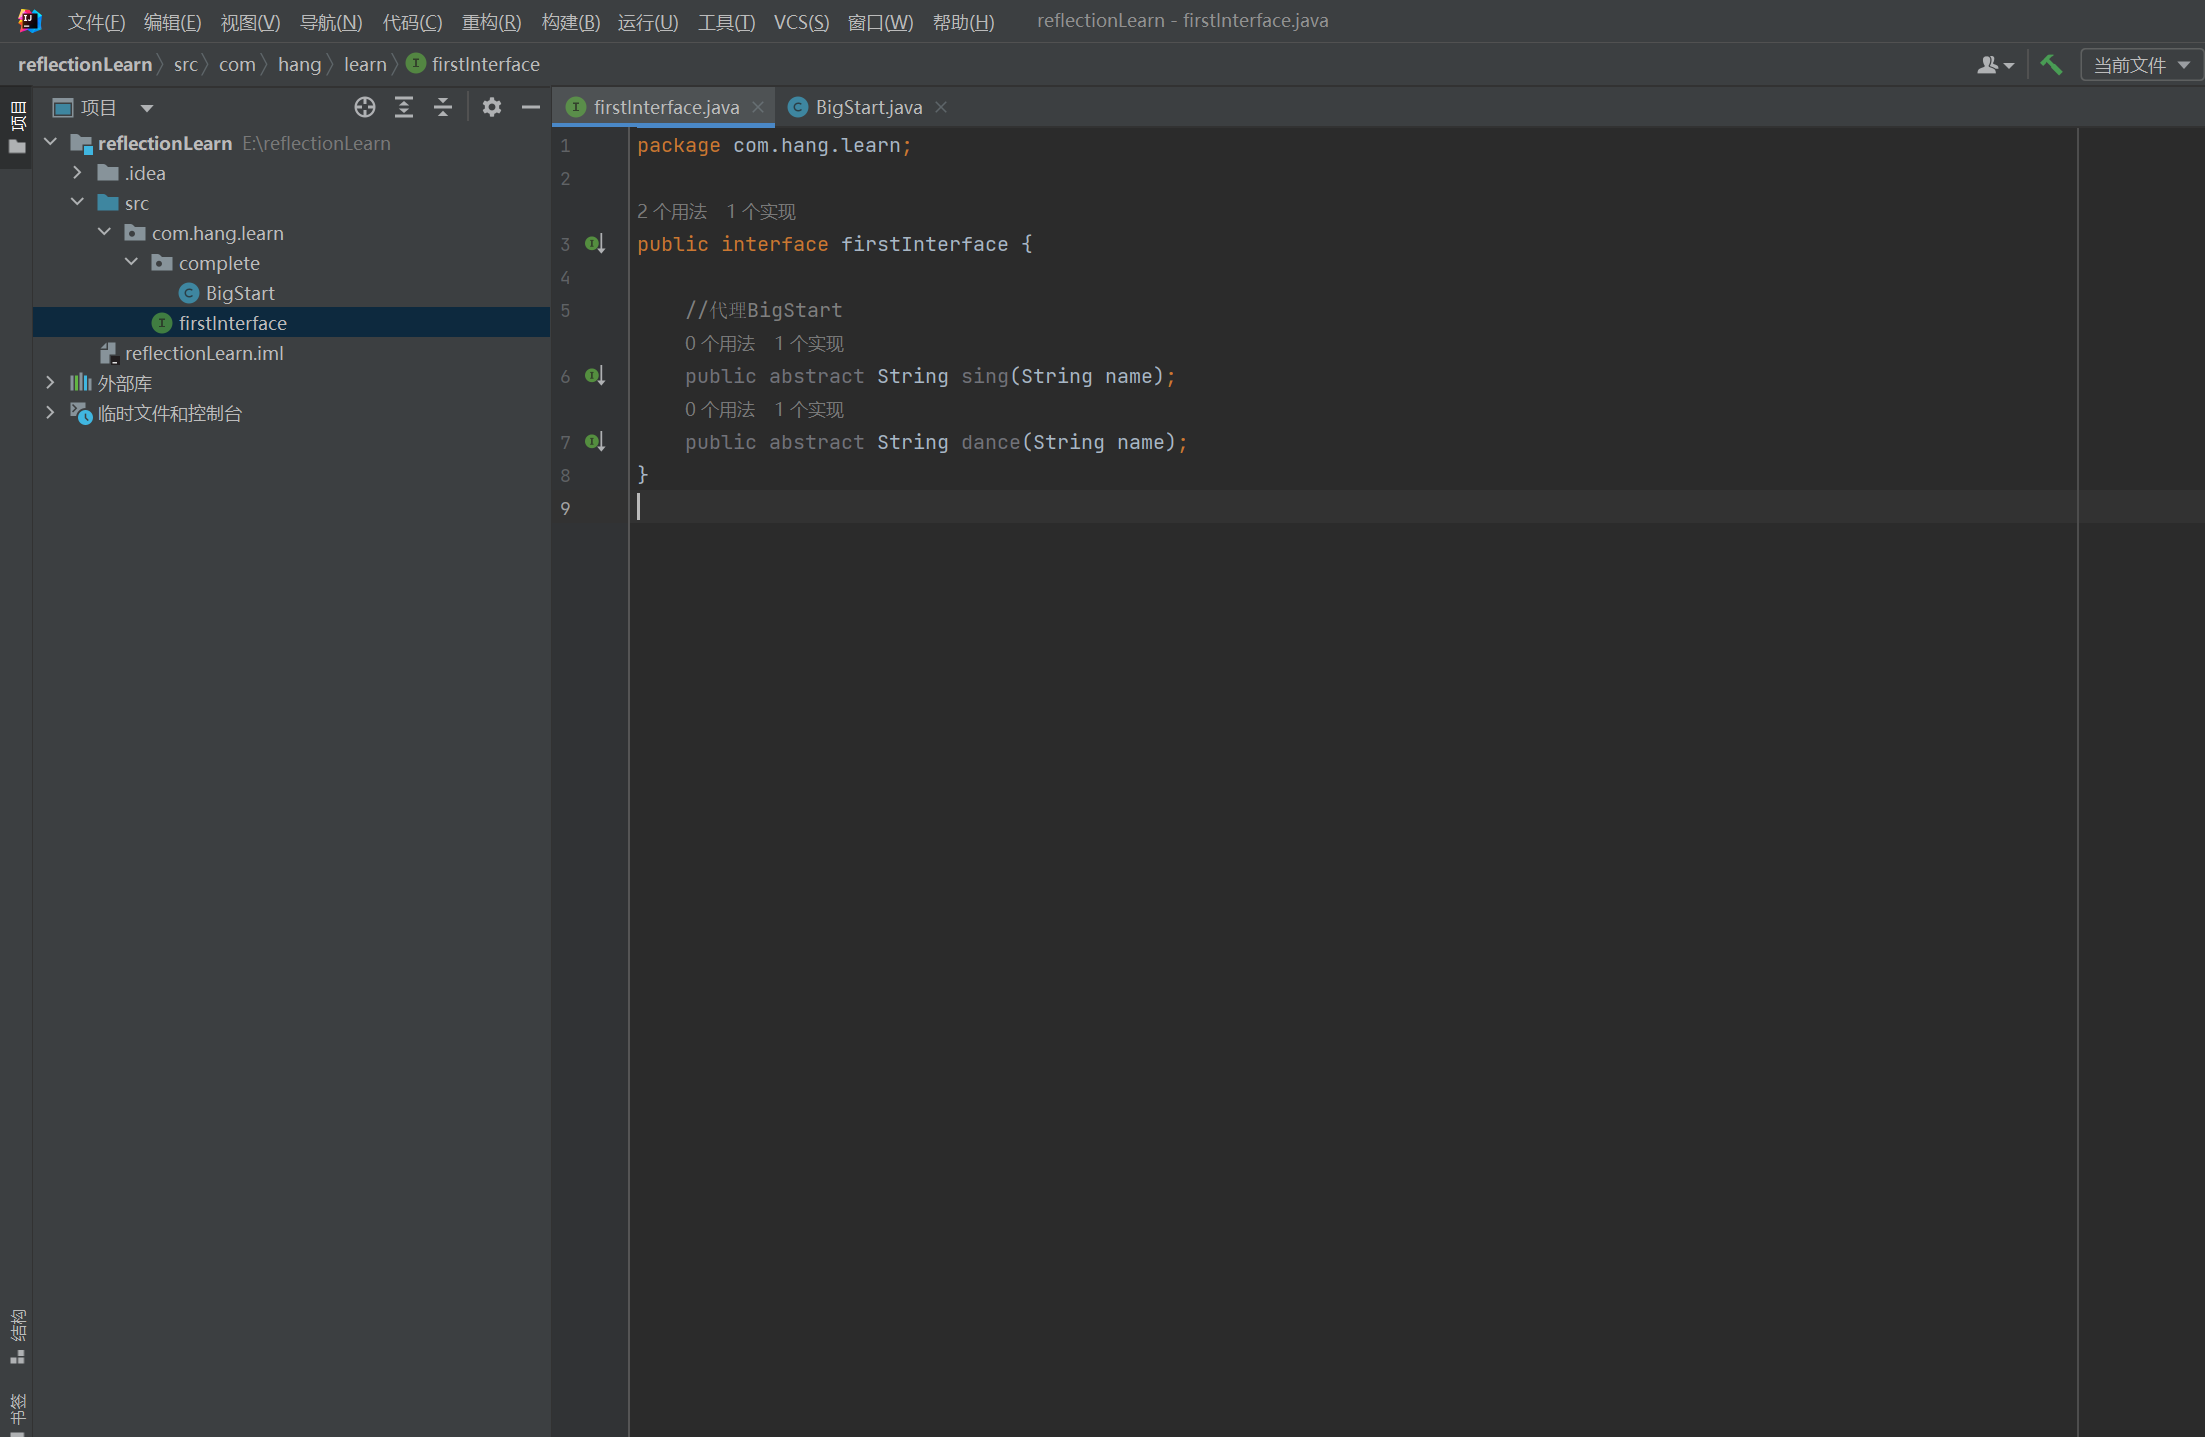 文件(F) 编辑(E) 视图(V) 导航(N) 代码(C) 重构(R) 构建(B) 运行(U) 工具(T) VCS(S) 窗口(W) 帮助(H) reflectionLearn - firstInterface.java
reflectionLearn src com hang learn firstInterface 当前文件
项目
项目
firstInterface.java BigStart.java
reflectionLearn E:\reflectionLearn
.idea
src
com.hang.learn
complete
BigStart
firstInterface
reflectionLearn.iml
外部库
临时文件和控制台
1 package com.hang.learn;
2
2 个用法 1 个实现
3 public interface firstInterface {
4
5 //代理BigStart
0 个用法 1 个实现
6 public abstract String sing(String name);
0 个用法 1 个实现
7 public abstract String dance(String name);
8 }
9
结构
书签